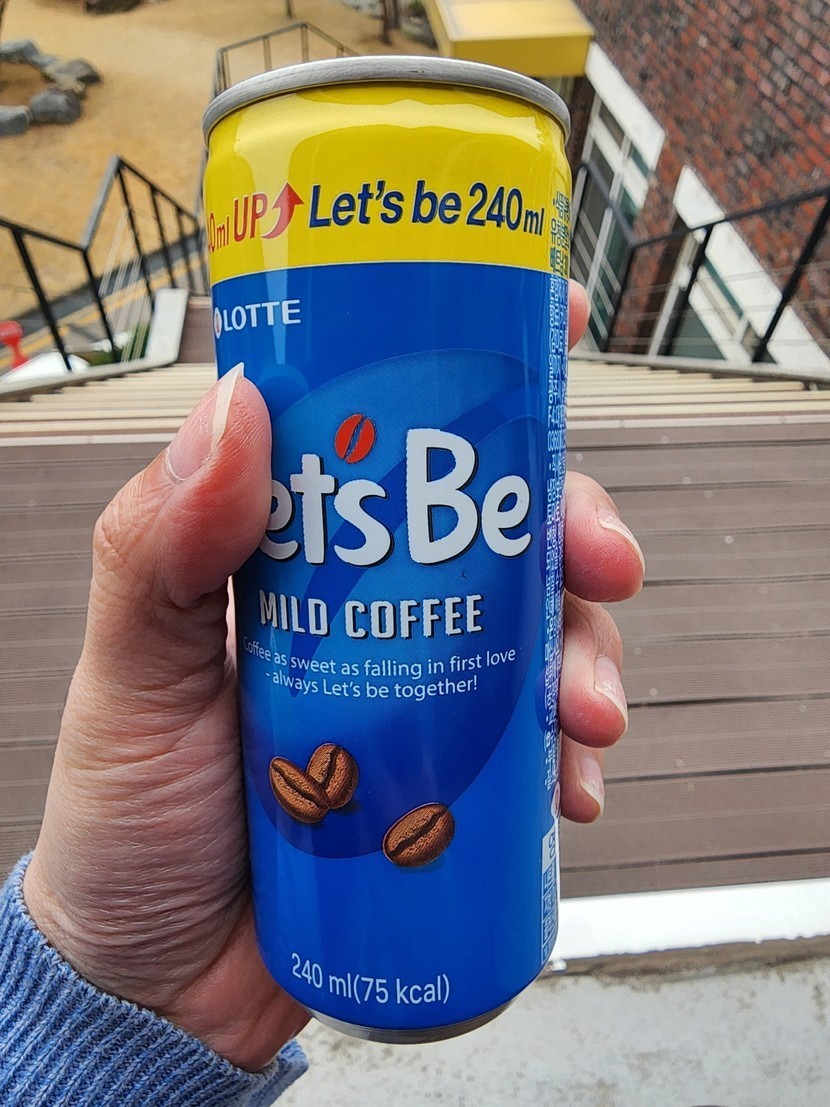 0ml UP Let's be 240ml
LOTTE
ets Be
MILD COFFEE
Coffee as sweet as falling in first love
- always Let's be together!
240 ml(75 kcal)